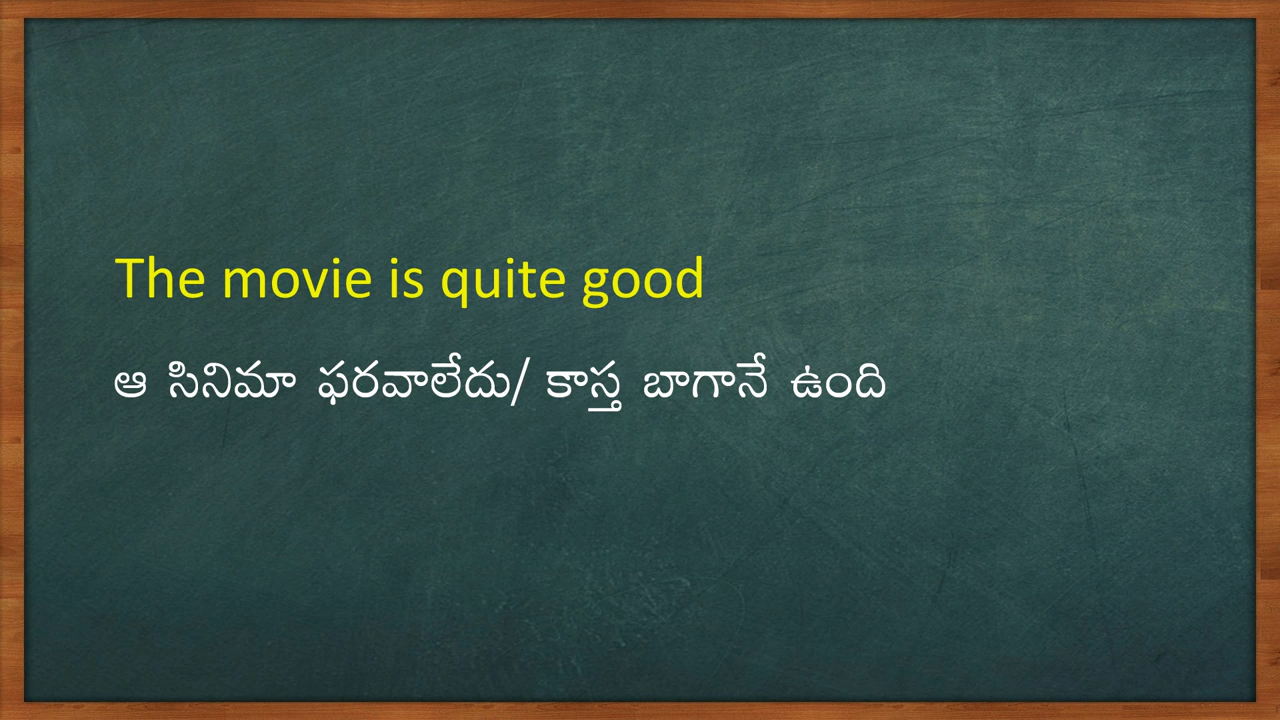 The movie is quite good
ఆ సినిమా ఫరవాలేదు/ కాస్త బాగానే ఉంది